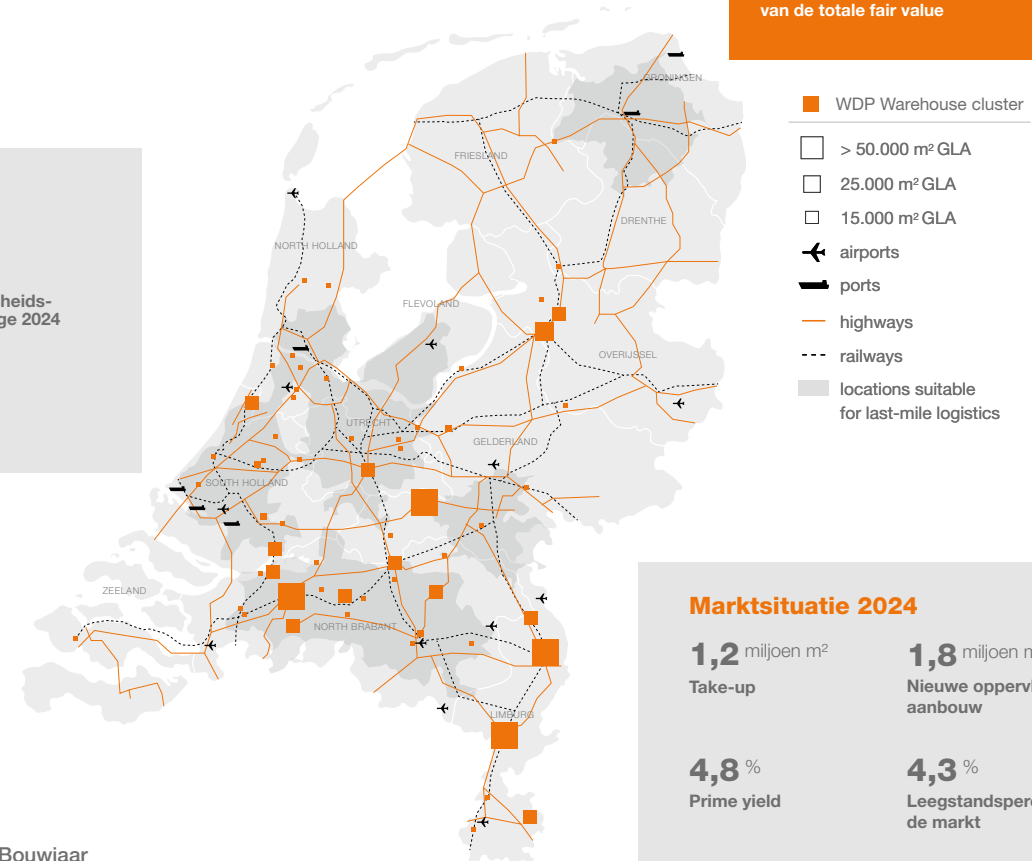 van de totale fair value
WDP Warehouse cluster
> 50.000 m² GLA
25.000 m² GLA
15.000 m² GLA
airports
ports
highways
railways
locations suitable
for last-mile logistics
heids-
ge 2024
GRONINGEN
FRIESLAND
DRENTHE
NORTH HOLLAND
FLEVOLAND
OVERIJSSEL
UTRECHT
GELDERLAND
SOUTH HOLLAND
ZEELAND
NORTH BRABANT
LIMBURG
Marktsituatie 2024
1,2 miljoen m²
Take-up
1,8 miljoen m
Nieuwe opperv
aanbouw
4,8 %
Prime yield
4,3 %
Leegstandsper
de markt
Bouwjaar